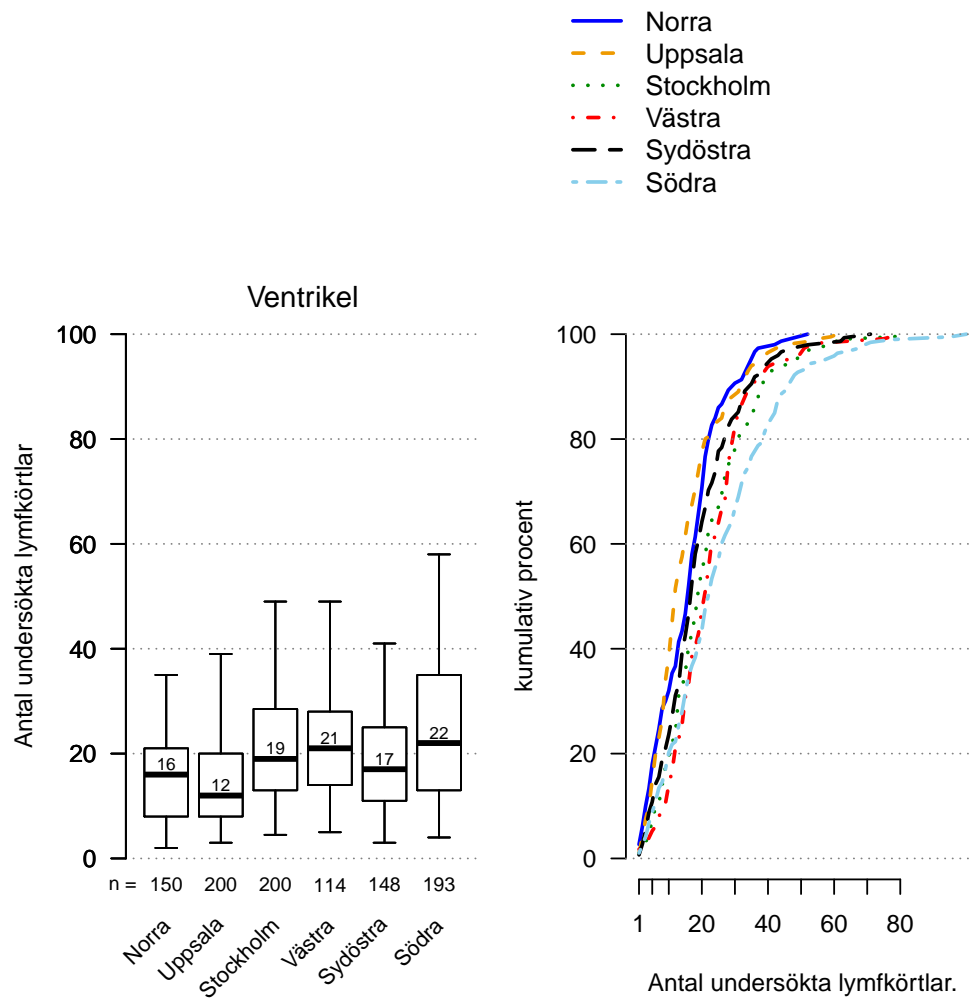 Norra
Uppsala
Stockholm
Västra
Sydöstra
Södra
Ventrikel
Antal undersökta lymfkörtlar
100
80
60
40
20
0
16
12
19
21
17
22
n = 150 200 200 114 148 193
Norra Uppsala Stockholm Västra Sydöstra Södra
kumulativ procent
100
80
60
40
20
0
1 20 40 60 80
Antal undersökta lymfkörtlar.